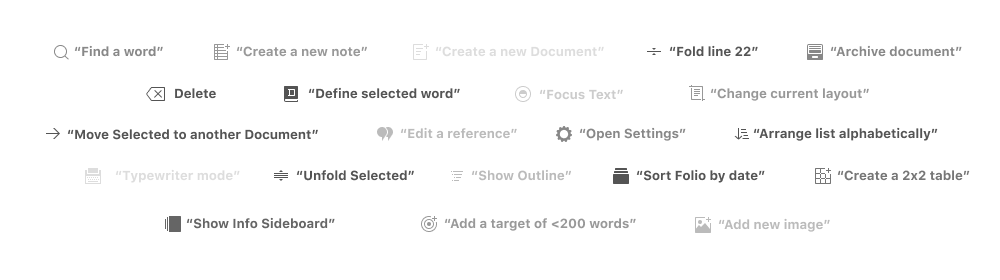 “Find a word” “Create a new note” “Create a new Document” “Fold line 22” “Archive document”
Delete “Define selected word” “Focus Text” “Change current layout”
“Move Selected to another Document” “Edit a reference” “Open Settings” “Arrange list alphabetically”
“Typewriter mode” “Unfold Selected” “Show Outline” “Sort Folio by date” “Create a 2x2 table”
“Show Info Sideboard” “Add a target of <200 words” “Add new image”